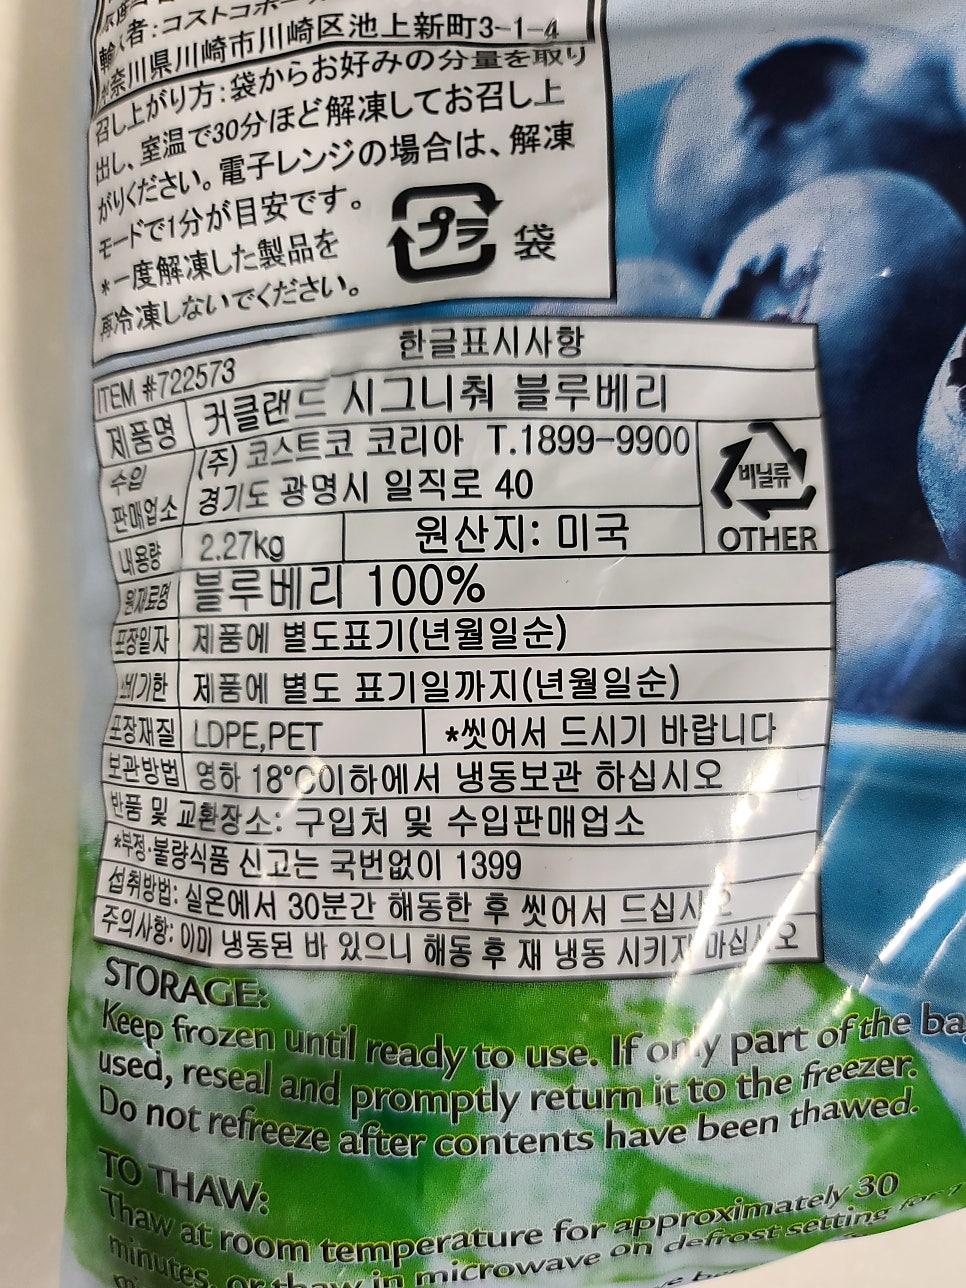 輸入者:コストコホー
神奈川県川崎市川崎区池上新町3-1-4
召し上がり方:袋からお好みの分量を取り
出し、室温で30分ほど解凍してお召し上
がりください。電子レンジの場合は、解凍
モードで1分が目安です。
*一度解凍した製品を
再冷凍しないでください。
プラ 袋
한글표시사항
ITEM #722573
제품명 커클랜드 시그니춰 블루베리
수입 판매업소 (주) 코스트코 코리아 T.1899-9900
경기도 광명시 일직로 40
비닐류
OTHER
내용량 2.27kg 원산지: 미국
원재료명 블루베리 100%
포장일자 제품에 별도표기(년월일순)
소비기한 제품에 별도 표기일까지(년월일순)
포장재질 LDPE,PET *씻어서 드시기 바랍니다
보관방법 영하 18°C이하에서 냉동보관 하십시오
반품 및 교환장소: 구입처 및 수입판매업소
*부정·불량식품 신고는 국번없이 1399
섭취방법: 실온에서 30분간 해동한 후 씻어서 드십시오
주의사항: 이미 냉동된 바 있으니 해동 후 재 냉동 시키지 마십시오
STORAGE:
Keep frozen until ready to use. If only part of the ba
used, reseal and promptly return it to the freezer.
Do not refreeze after contents have been thawed.
TO THAW:
Thaw at room temperature for approximately 30
minutes, or thaw in microwave on defrost setting for 1